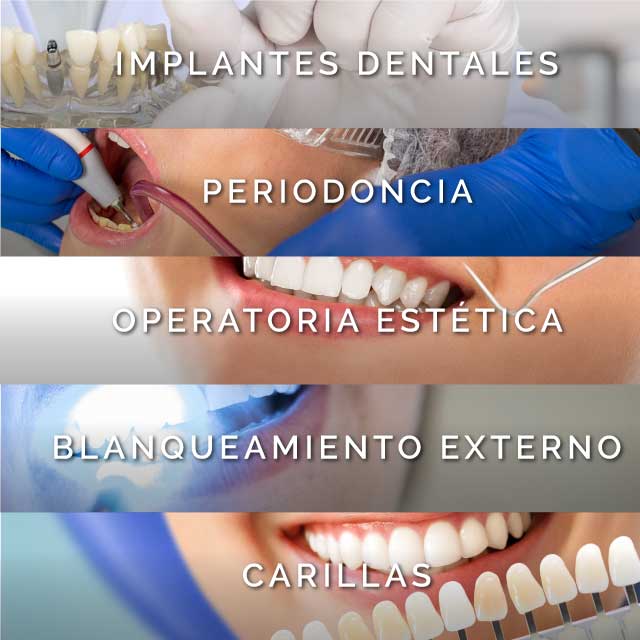 IMPLANTES DENTALES
PERIODONCIA
OPERATORIA ESTÉTICA
BLANQUEAMIENTO EXTERNO
CARILLAS